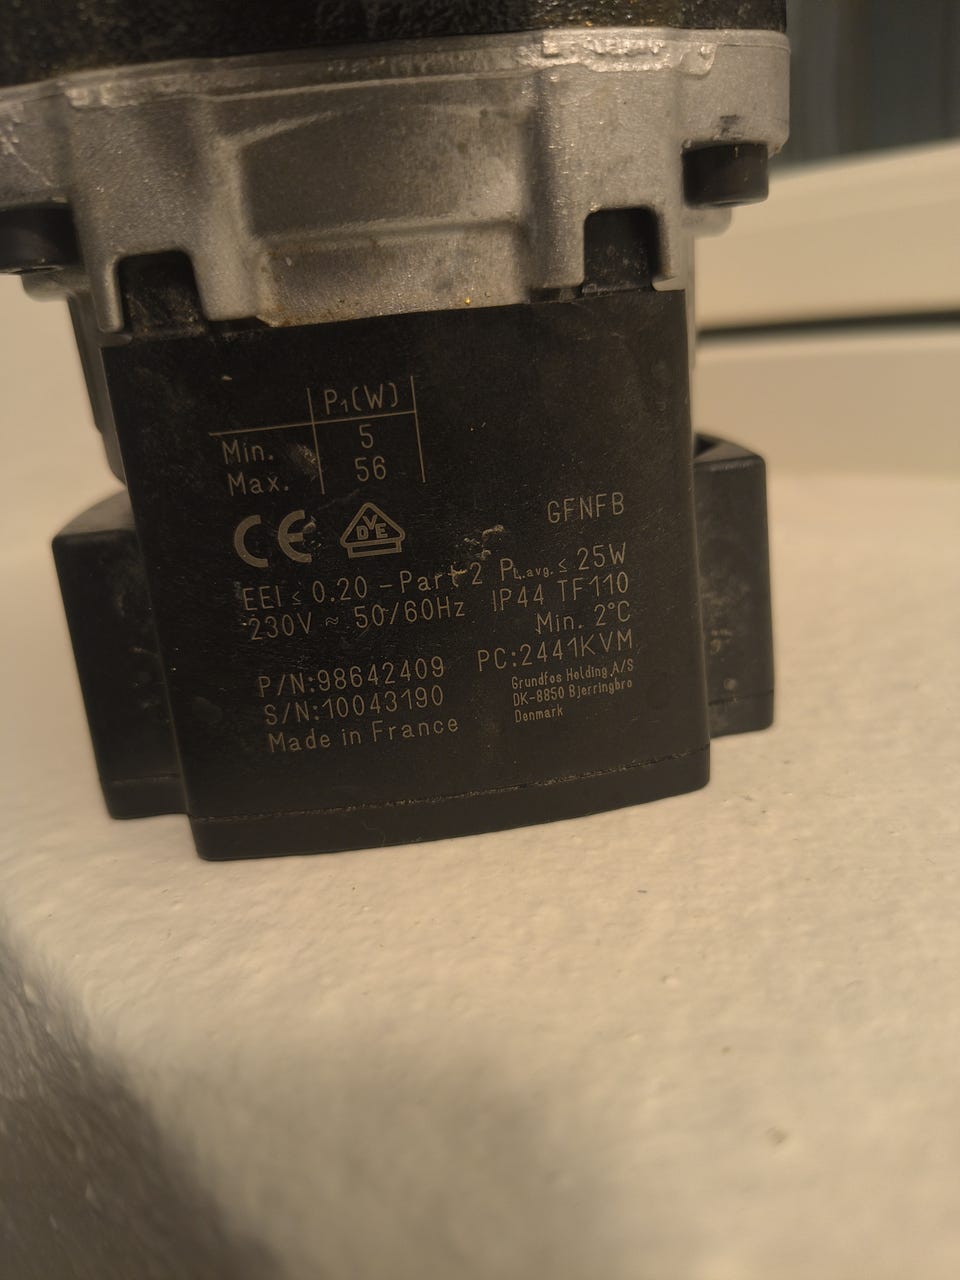 P₁(W)
Min. 5
Max. 56
CE DVE GFNFB
EEI ≤ 0.20 – Part 2 PL,avg. ≤ 25W
230V ≂ 50/60Hz IP44 TF110
Min. 2°C
P/N:98642409 PC:2441KVM
S/N:10043190
Made in France
Grundfos Holding A/S
DK-8850 Bjerringbro
Denmark